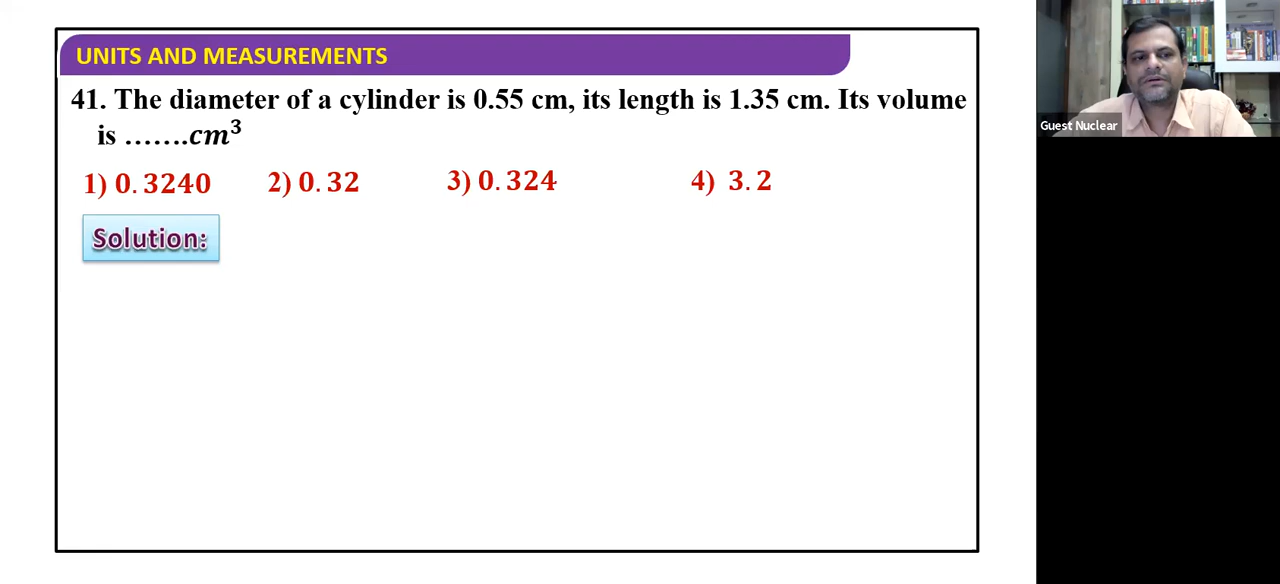 UNITS AND MEASUREMENTS
41. The diameter of a cylinder is 0.55 cm, its length is 1.35 cm. Its volume
is …….cm³
1) 0.3240 2) 0.32 3) 0.324 4) 3.2
Solution:
Guest Nuclear